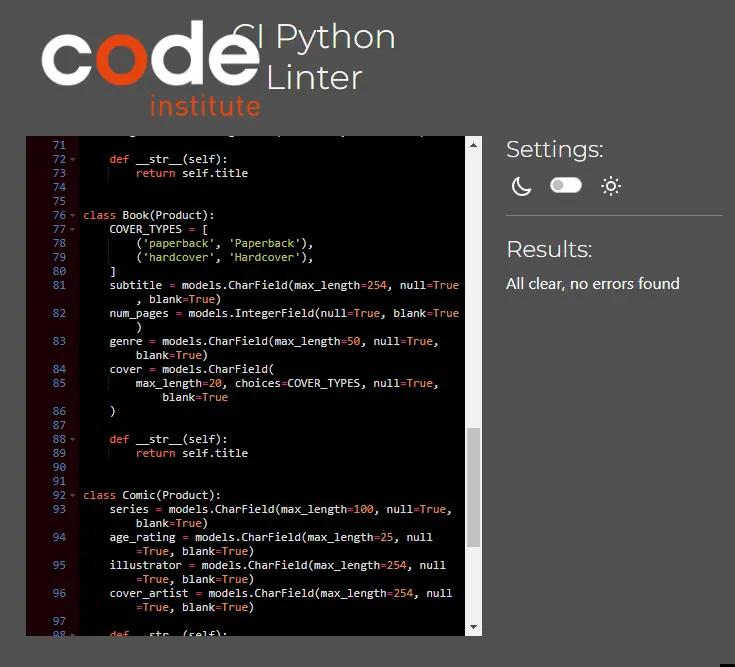 code
institute
CI Python
Linter
71
72 def __str__(self):
73 return self.title
74
75
76 class Book(Product):
77 COVER_TYPES = [
78 ('paperback', 'Paperback'),
79 ('hardcover', 'Hardcover'),
80 ]
81 subtitle = models.CharField(max_length=254, null=True
, blank=True)
82 num_pages = models.IntegerField(null=True, blank=True
)
83 genre = models.CharField(max_length=50, null=True,
blank=True)
84 cover = models.CharField(
85 max_length=20, choices=COVER_TYPES, null=True,
blank=True
86 )
87
88 def __str__(self):
89 return self.title
90
91
92 class Comic(Product):
93 series = models.CharField(max_length=100, null=True,
blank=True)
94 age_rating = models.CharField(max_length=25, null
=True, blank=True)
95 illustrator = models.CharField(max_length=254, null
=True, blank=True)
96 cover_artist = models.CharField(max_length=254, null
=True, blank=True)
97
98 def __str__(self):
Settings:
Results:
All clear, no errors found